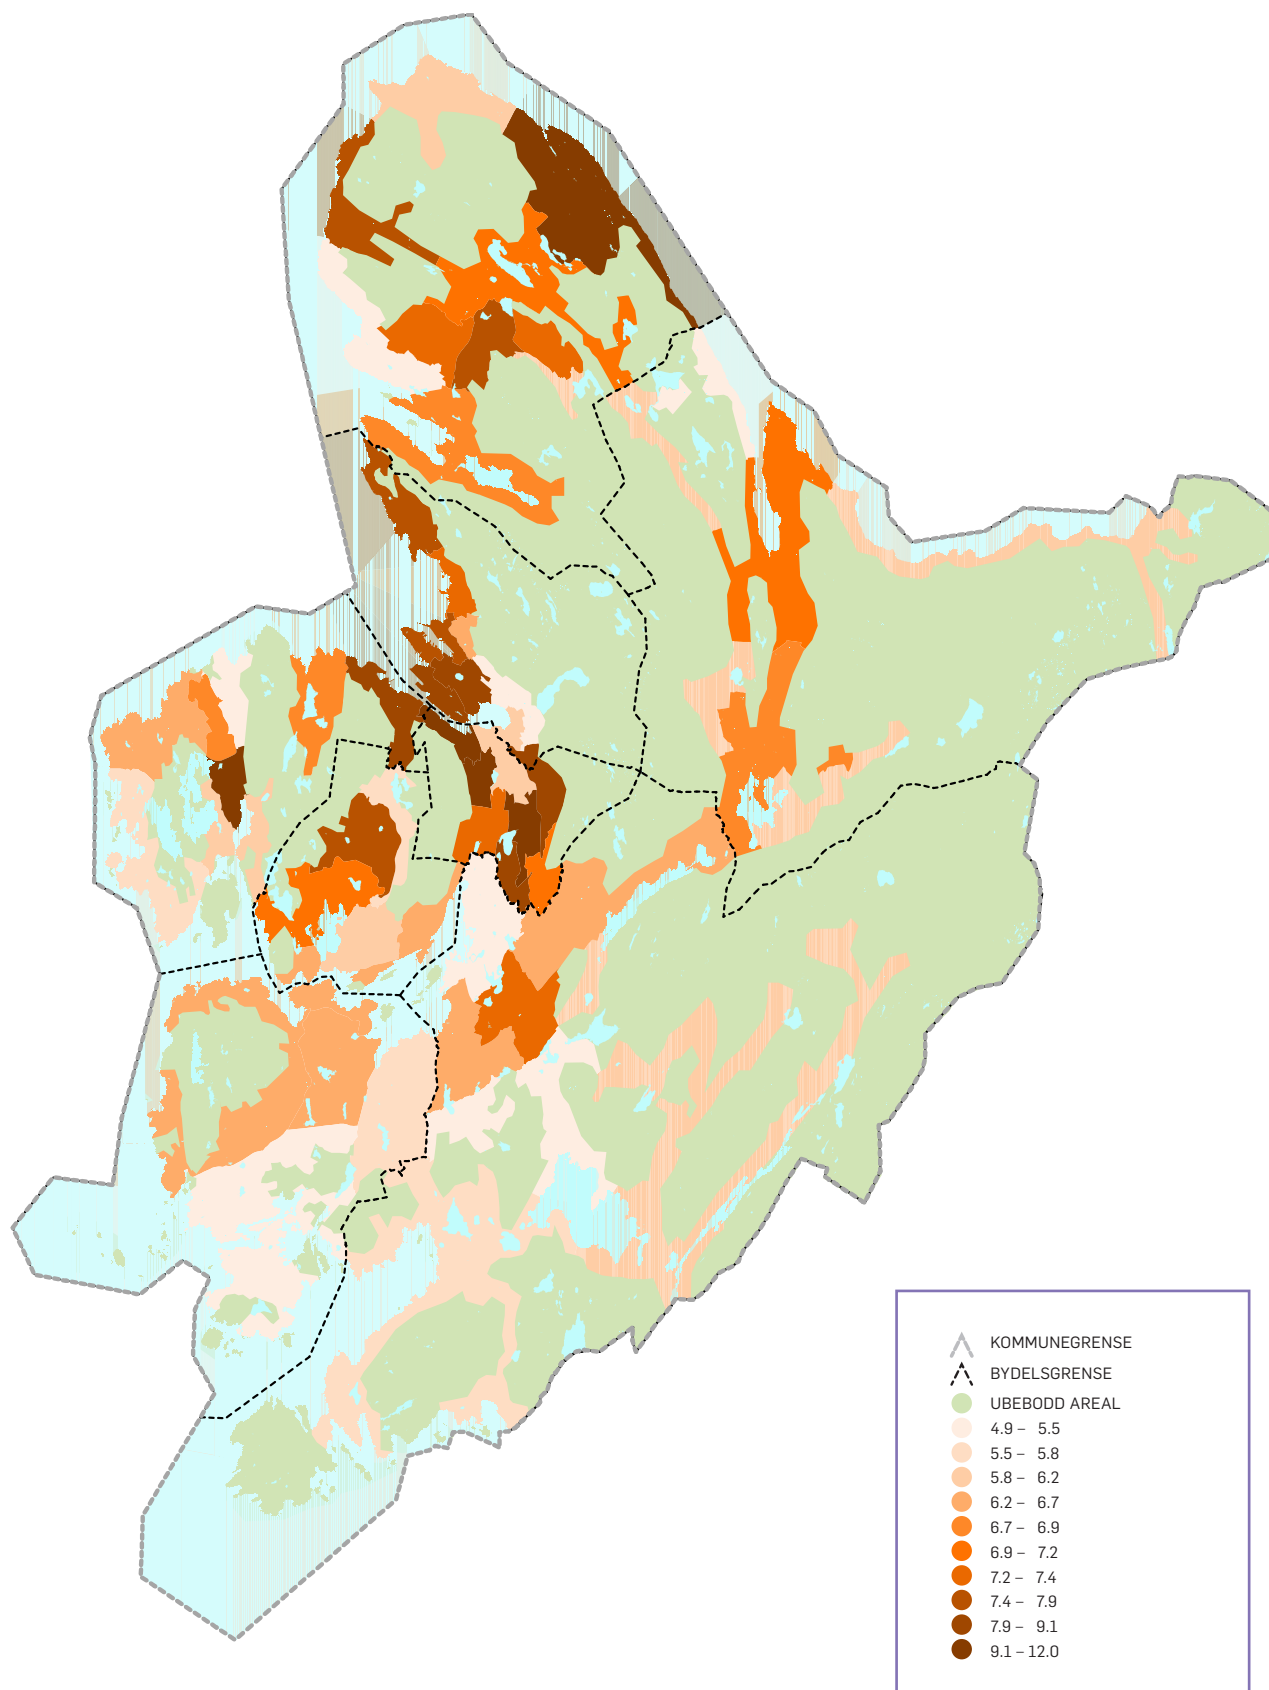 KOMMUNEGRENSE
BYDELSGRENSE
UBEBODD AREAL
4.9 – 5.5
5.5 – 5.8
5.8 – 6.2
6.2 – 6.7
6.7 – 6.9
6.9 – 7.2
7.2 – 7.4
7.4 – 7.9
7.9 – 9.1
9.1 – 12.0